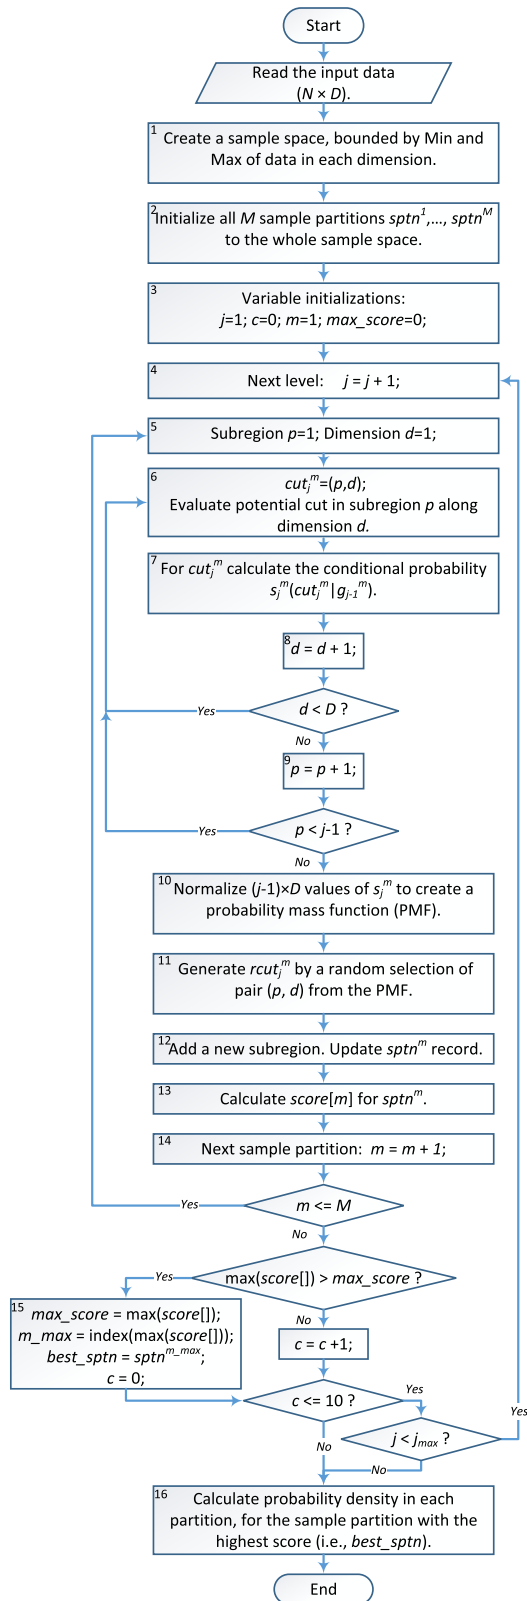 Start
Read the input data
(N × D).
1
Create a sample space, bounded by Min and
Max of data in each dimension.
2
Initialize all M sample partitions sptn¹,..., sptnᴹ
to the whole sample space.
3
Variable initializations:
j=1; c=0; m=1; max_score=0;
4
Next level: j = j + 1;
5
Subregion p=1; Dimension d=1;
6
cutⱼᵐ=(p,d);
Evaluate potential cut in subregion p along
dimension d.
7
For cutⱼᵐ calculate the conditional probability
sⱼᵐ(cutⱼᵐ|gⱼ₋₁ᵐ).
8
d = d + 1;
d < D ?
Yes
No
9
p = p + 1;
p < j-1 ?
Yes
No
10
Normalize (j-1)×D values of sⱼᵐ to create a
probability mass function (PMF).
11
Generate rcutⱼᵐ by a random selection of
pair (p, d) from the PMF.
12
Add a new subregion. Update sptnᵐ record.
13
Calculate score[m] for sptnᵐ.
14
Next sample partition: m = m + 1;
m <= M
Yes
No
max(score[]) > max_score ?
Yes
No
15
max_score = max(score[]);
m_max = index(max(score[]));
best_sptn = sptnᵐ_ᵐᵃˣ;
c = 0;
c = c +1;
c <= 10 ?
Yes
No
j < jₘₐₓ ?
Yes
No
16
Calculate probability density in each
partition, for the sample partition with the
highest score (i.e., best_sptn).
End